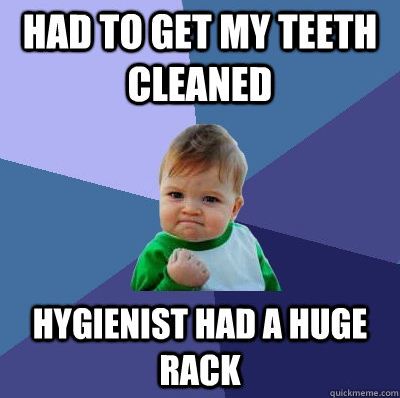 HAD TO GET MY TEETH
CLEANED
HYGIENIST HAD A HUGE
RACK
quickmeme.com